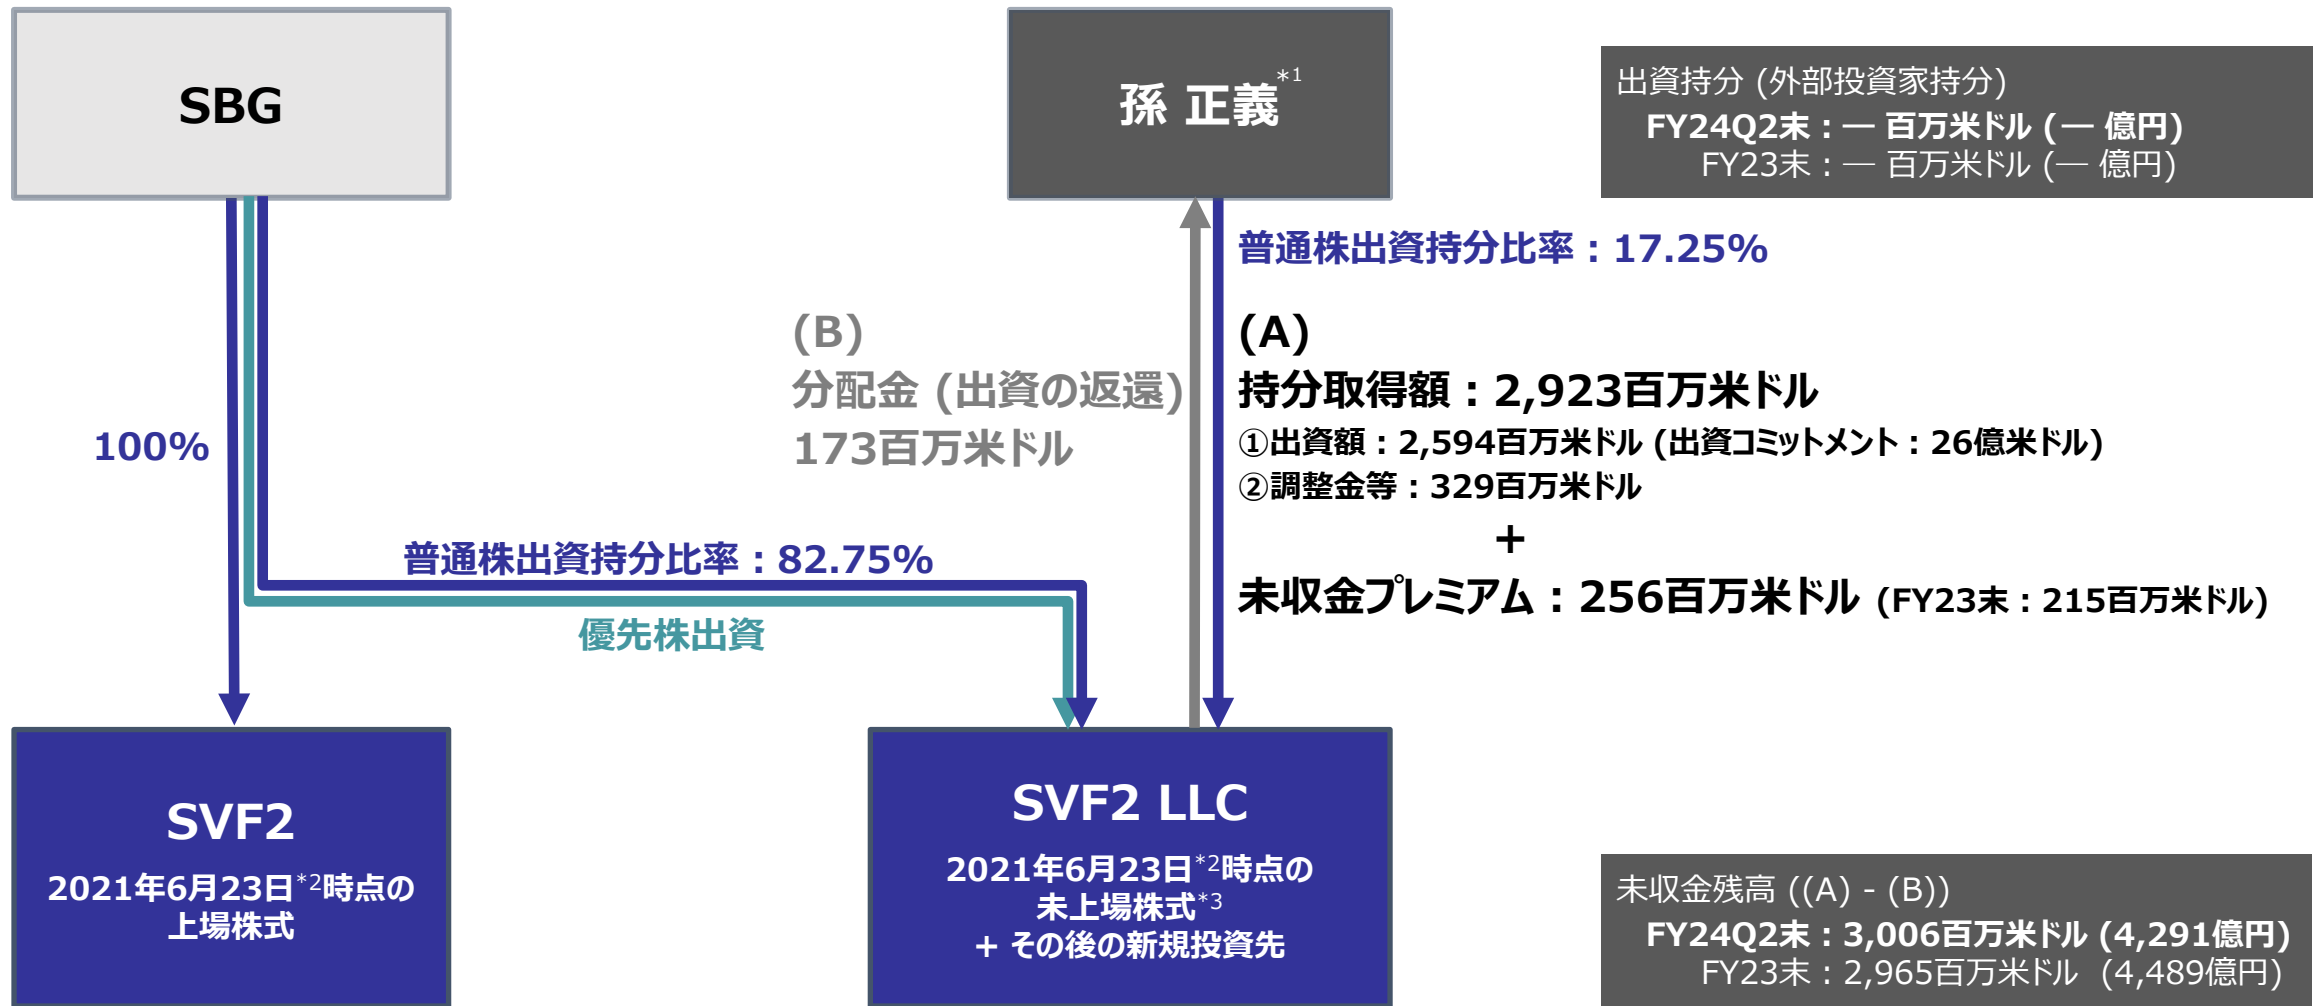 SBG
孫 正義*1
出資持分 (外部投資家持分)
FY24Q2末：― 百万米ドル (― 億円)
FY23末：― 百万米ドル (― 億円)
普通株出資持分比率：17.25%
(B)
分配金 (出資の返還)
173百万米ドル
(A)
持分取得額：2,923百万米ドル
①出資額：2,594百万米ドル (出資コミットメント：26億米ドル)
②調整金等：329百万米ドル
+
未収金プレミアム：256百万米ドル (FY23末：215百万米ドル)
100%
普通株出資持分比率：82.75%
優先株出資
SVF2
2021年6月23日*2時点の
上場株式
SVF2 LLC
2021年6月23日*2時点の
未上場株式*3
+ その後の新規投資先
未収金残高 ((A) - (B))
FY24Q2末：3,006百万米ドル (4,291億円)
FY23末：2,965百万米ドル (4,489億円)